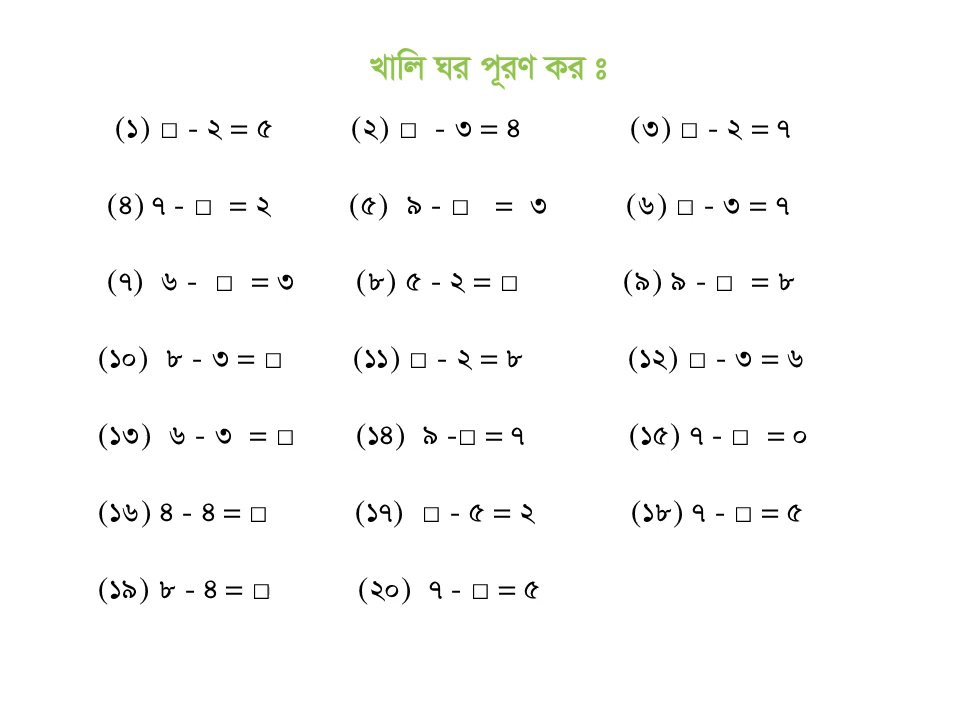 খালি ঘর পূরণ কর ঃ
(১) □ - ২ = ৫ (২) □ - ৩ = ৪ (৩) □ - ২ = ৭
(৪) ৭ - □ = ২ (৫) ৯ - □ = ৩ (৬) □ - ৩ = ৭
(৭) ৬ - □ = ৩ (৮) ৫ - ২ = □ (৯) ৯ - □ = ৮
(১০) ৮ - ৩ = □ (১১) □ - ২ = ৮ (১২) □ - ৩ = ৬
(১৩) ৬ - ৩ = □ (১৪) ৯ -□ = ৭ (১৫) ৭ - □ = ০
(১৬) ৪ - ৪ = □ (১৭) □ - ৫ = ২ (১৮) ৭ - □ = ৫
(১৯) ৮ - ৪ = □ (২০) ৭ - □ = ৫